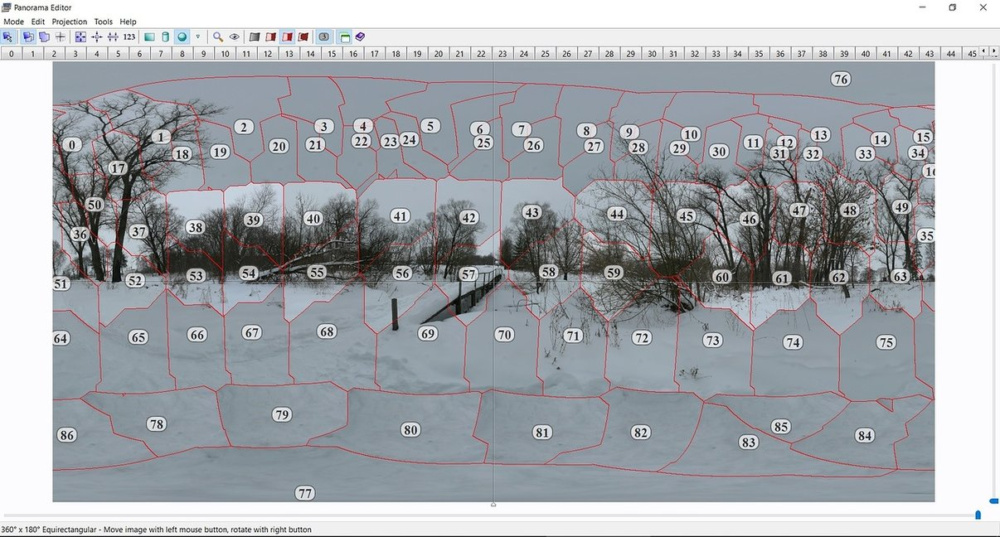 Panorama Editor
Mode Edit Projection Tools Help
123
0 1 2 3 4 5 6 7 8 9 10 11 12 13 14 15 16 17 18 19 20 21 22 23 24 25 26 27 28 29 30 31 32 33 34 35 36 37 38 39 40 41 42 43 44 45
76
0 1 2 3 4 5 6 7 8 9 10 11 12 13 14 15
17 18 19 20 21 22 23 24 25 26 27 28 29 30 31 32 33 34 16
50 36 37 38 39 40 41 42 43 44 45 46 47 48 49 35
51 52 53 54 55 56 57 58 59 60 61 62 63
64 65 66 67 68 69 70 71 72 73 74 75
86 78 79 80 81 82 83 85 84
77
360° x 180° Equirectangular - Move image with left mouse button, rotate with right button